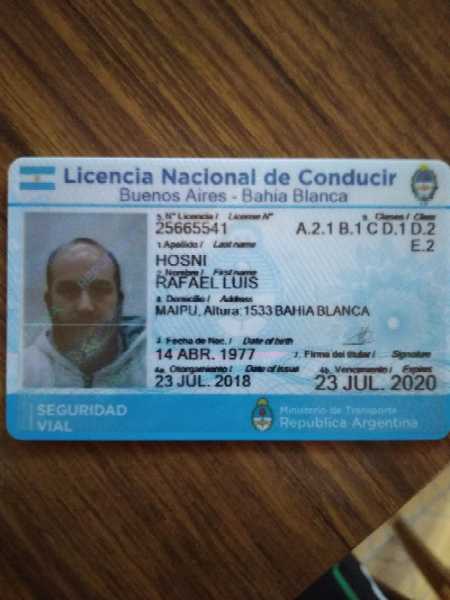 Licencia Nacional de Conducir
Buenos Aires - Bahia Blanca
5. N° Licencia / License N° 9. Clases / Class
25665541 A.2.1 B.1 C D.1 D.2
E.2
1. Apellido / Last name
HOSNI
2. Nombre / First name
RAFAEL LUIS
8. Domicilio / Address
MAIPU, Altura:1533 BAHIA BLANCA
3. Fecha de Nac. / Date of birth
14 ABR. 1977 7. Firma del titular / Signature
4a. Otorgamiento / Date of issue 4b. Vencimiento / Expires
23 JUL. 2018 23 JUL. 2020
SEGURIDAD
VIAL
Ministerio de Transporte
Republica Argentina